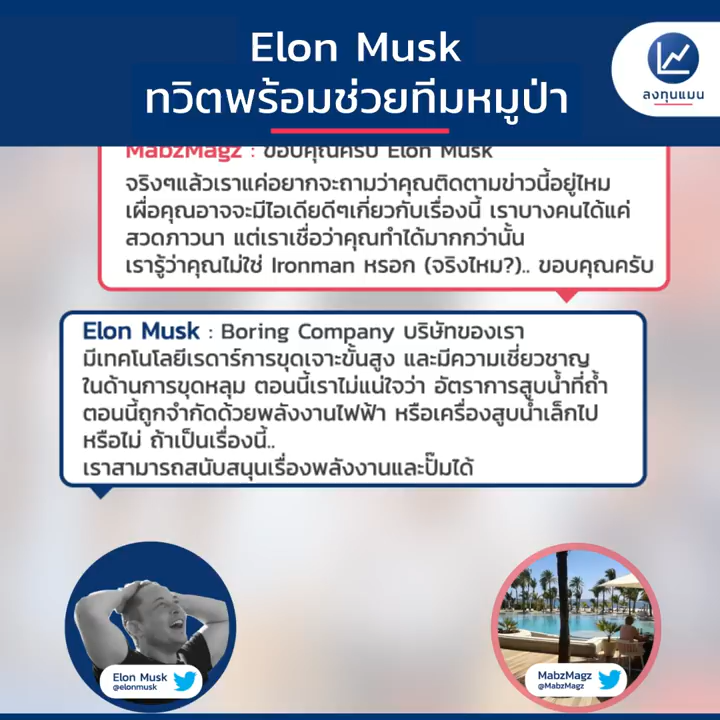 Elon Musk
ทวิตพร้อมช่วยทีมหมูป่า
ลงทุนแมน
MabzMagz : ขอบคุณครับ Elon Musk
จริงๆแล้วเราแค่อยากจะถามว่าคุณติดตามข่าวนี้อยู่ไหม
เผื่อคุณอาจจะมีไอเดียดีๆเกี่ยวกับเรื่องนี้ เราบางคนได้แค่
สวดภาวนา แต่เราเชื่อว่าคุณทำได้มากกว่านั้น
เรารู้ว่าคุณไม่ใช่ Ironman หรอก (จริงไหม?).. ขอบคุณครับ
Elon Musk : Boring Company บริษัทของเรา
มีเทคโนโลยีเรดาร์การขุดเจาะขั้นสูง และมีความเชี่ยวชาญ
ในด้านการขุดหลุม ตอนนี้เราไม่แน่ใจว่า อัตราการสูบน้ำที่ถ้ำ
ตอนนี้ถูกจำกัดด้วยพลังงานไฟฟ้า หรือเครื่องสูบน้ำเล็กไป
หรือไม่ ถ้าเป็นเรื่องนี้..
เราสามารถสนับสนุนเรื่องพลังงานและปั๊มได้
Elon Musk
@elonmusk
MabzMagz
@MabzMagz